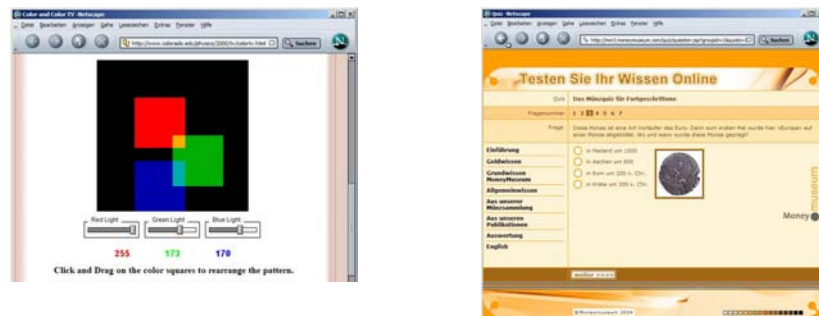 Color and Color TV - Netscape
Datei Bearbeiten Anzeigen Gehe Lesezeichen Extras Fenster Hilfe
Suchen
Red Light
Green Light
Blue Light
255 173 170
Click and Drag on the color squares to rearrange the pattern.
Quiz - Netscape
Datei Bearbeiten Anzeigen Gehe Lesezeichen Extras Fenster Hilfe
Suchen
Testen Sie Ihr Wissen Online
Quiz Das Münzquiz für Fortgeschrittene
Fragenummer 1 2 3 4 5 6 7
Frage Diese Münze ist eine Art Vorläufer des Euro. Denn zum ersten Mal wurde hier «Europa» auf
einer Münze abgebildet. Wo und wann wurde diese Münze geprägt?
in Mailand um 1500
in Aachen um 800
in Rom um 200 n. Chr.
in Kreta um 300 v. Chr.
Einführung
Geldwissen
Grundwissen
MoneyMuseum
Allgemeinwissen
Aus unserer
Münzsammlung
Aus unseren
Publikationen
Auswertung
English
Money museum
weiter >>>>
©Moneymuseum 2004